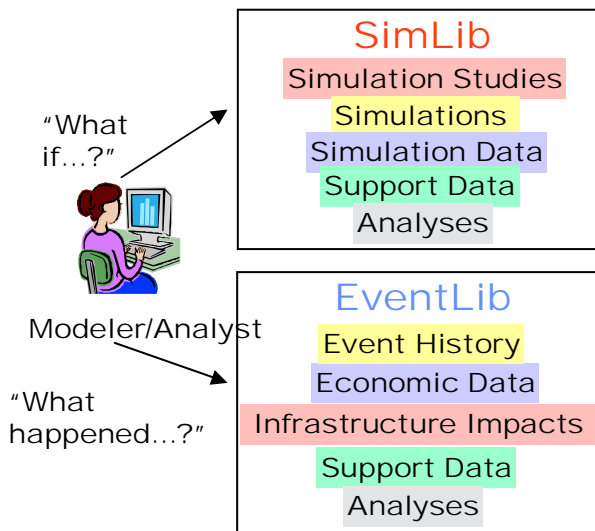 SimLib
Simulation Studies
Simulations
Simulation Data
Support Data
Analyses
“What
if...?”
Modeler/Analyst
“What
happened...?”
EventLib
Event History
Economic Data
Infrastructure Impacts
Support Data
Analyses